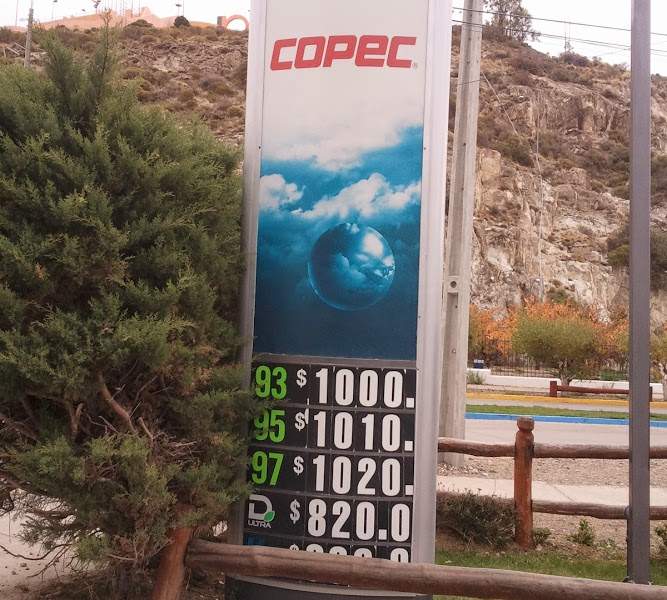 COPEC
93 $ 1000.
95 $ 1010.
97 $ 1020.
D ULTRA $ 820.0